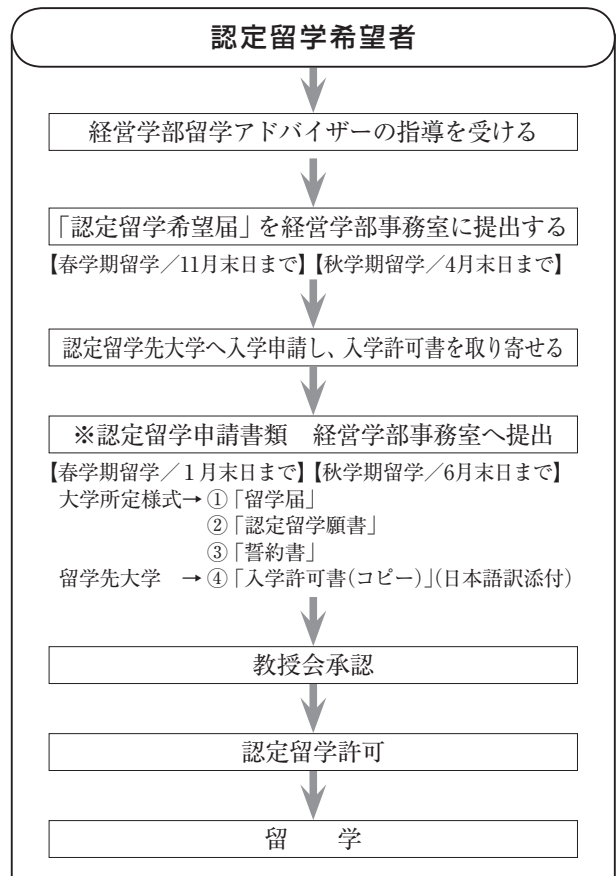 認定留学希望者
経営学部留学アドバイザーの指導を受ける
「認定留学希望届」を経営学部事務室に提出する
【春学期留学／11月末日まで】【秋学期留学／4月末日まで】
認定留学先大学へ入学申請し、入学許可書を取り寄せる
※認定留学申請書類　経営学部事務室へ提出
【春学期留学／1月末日まで】【秋学期留学／6月末日まで】
大学所定様式→①「留学届」
②「認定留学願書」
③「誓約書」
留学先大学　→④「入学許可書(コピー)」(日本語訳添付)
教授会承認
認定留学許可
留　　学